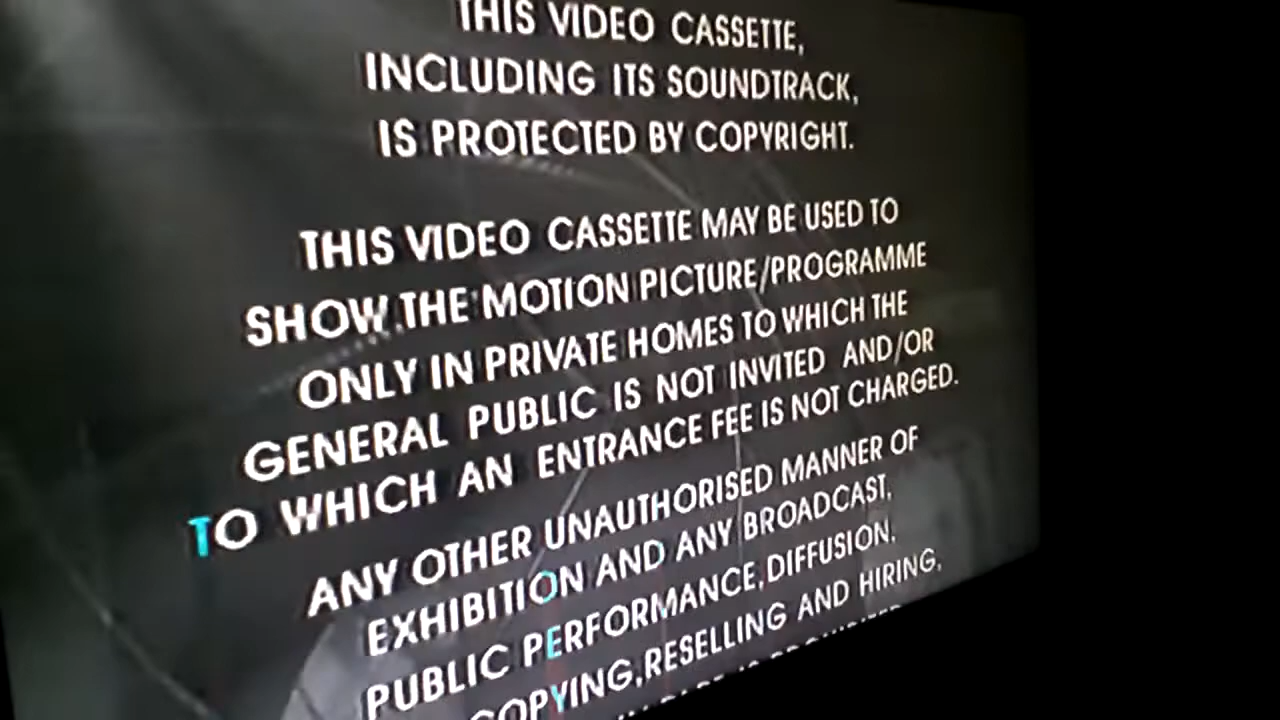 THIS VIDEO CASSETTE,
INCLUDING ITS SOUNDTRACK,
IS PROTECTED BY COPYRIGHT.
THIS VIDEO CASSETTE MAY BE USED TO
SHOW THE MOTION PICTURE/PROGRAMME
ONLY IN PRIVATE HOMES TO WHICH THE
GENERAL PUBLIC IS NOT INVITED AND/OR
TO WHICH AN ENTRANCE FEE IS NOT CHARGED.
ANY OTHER UNAUTHORISED MANNER OF
EXHIBITION AND ANY BROADCAST,
PUBLIC PERFORMANCE,DIFFUSION,
COPYING,RESELLING AND HIRING,